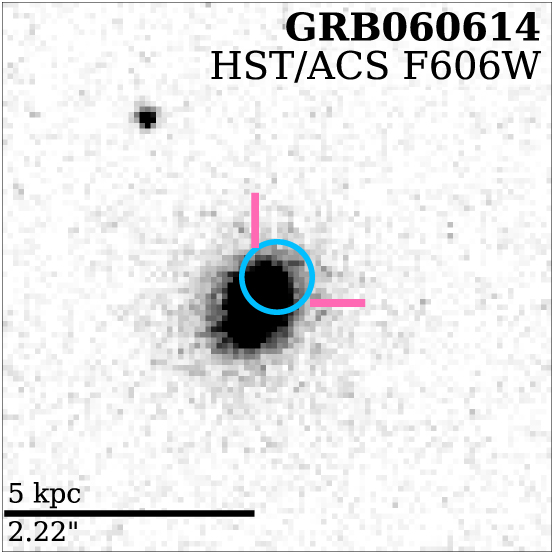 GRB060614
HST/ACS F606W
5 kpc
2.22"